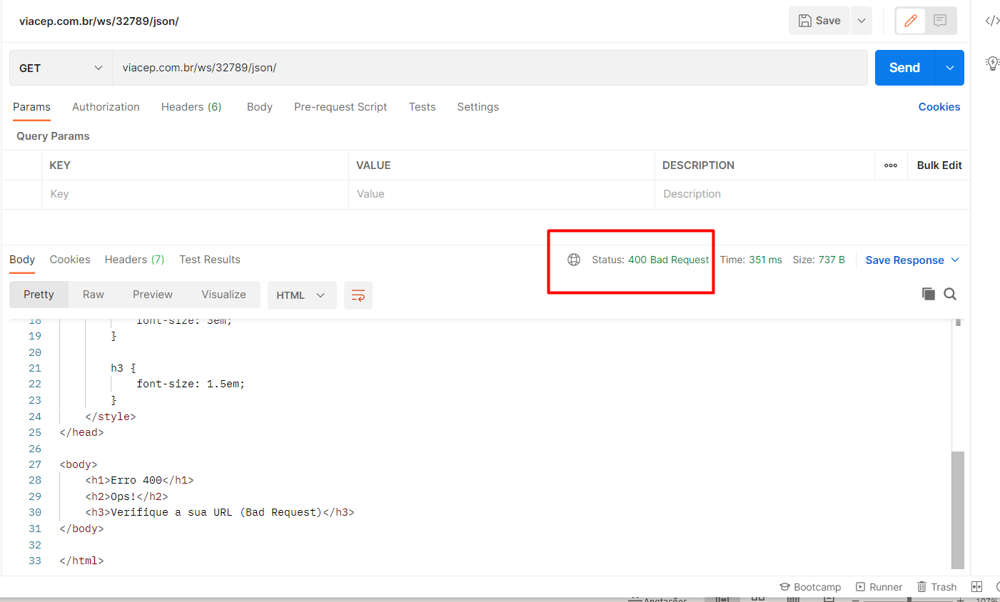 viacep.com.br/ws/32789/json/
Save
GET
viacep.com.br/ws/32789/json/
Send
Params Authorization Headers (6) Body Pre-request Script Tests Settings Cookies
Query Params
KEY VALUE DESCRIPTION Bulk Edit
Key Value Description
Body Cookies Headers (7) Test Results Status: 400 Bad Request Time: 351 ms Size: 737 B Save Response
Pretty Raw Preview Visualize HTML
18 font-size: 3em;
19 }
20
21 h3 {
22 font-size: 1.5em;
23 }
24 </style>
25 </head>
26
27 <body>
28 <h1>Erro 400</h1>
29 <h2>Ops!</h2>
30 <h3>Verifique a sua URL (Bad Request)</h3>
31 </body>
32
33 </html>
Bootcamp Runner Trash
Anotações 107%